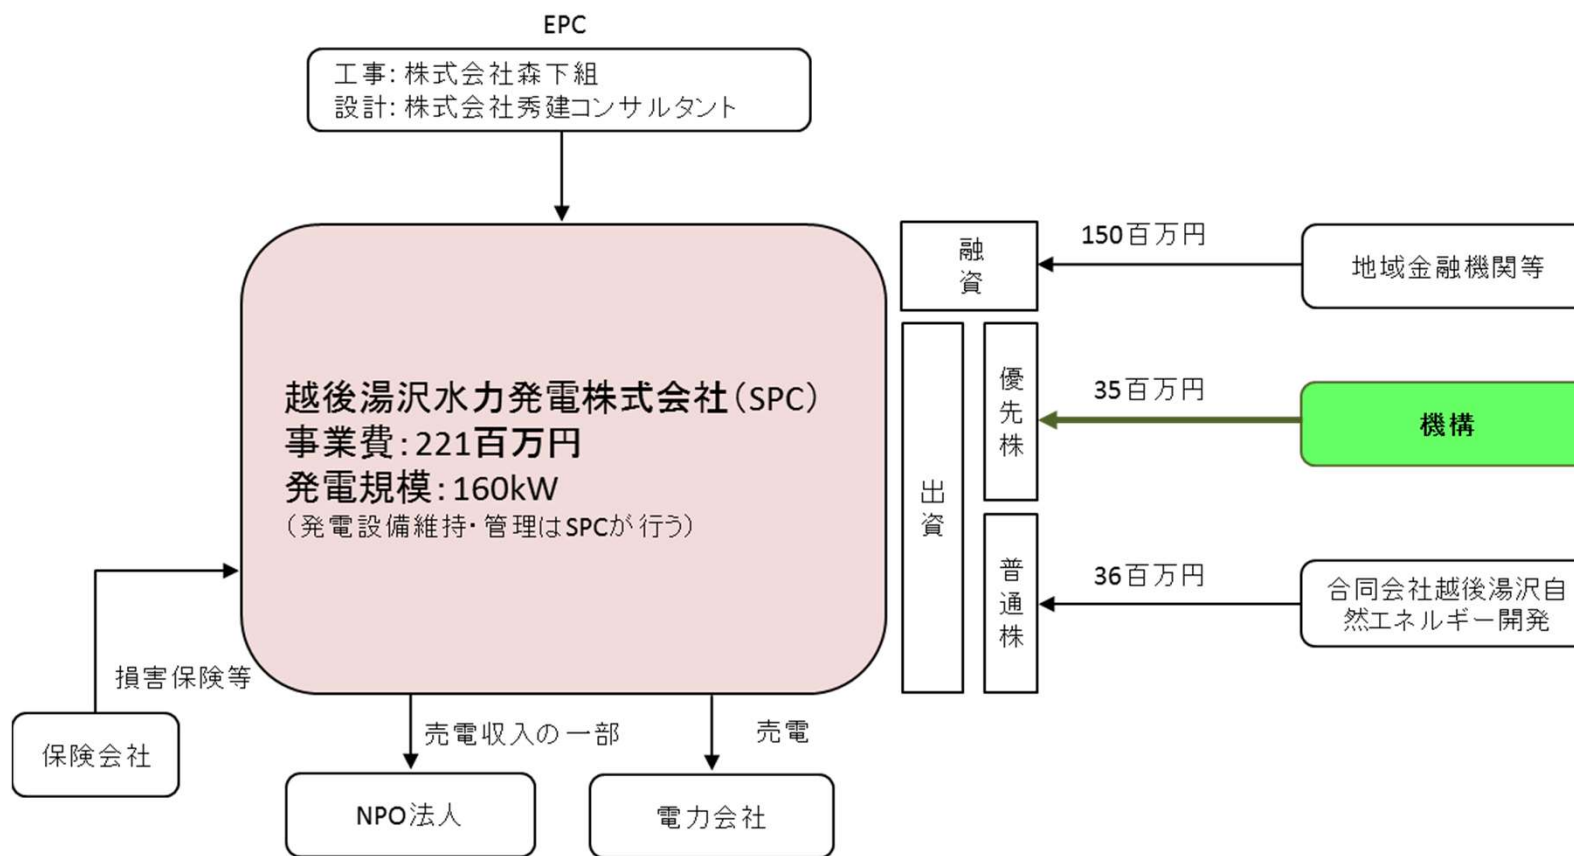 EPC
工事：株式会社森下組
設計：株式会社秀建コンサルタント
越後湯沢水力発電株式会社（SPC）
事業費：221百万円
発電規模：160kW
（発電設備維持・管理はSPCが行う）
融資
150百万円
地域金融機関等
出資
優先株
35百万円
機構
普通株
36百万円
合同会社越後湯沢自
然エネルギー開発
損害保険等
保険会社
売電収入の一部
NPO法人
売電
電力会社